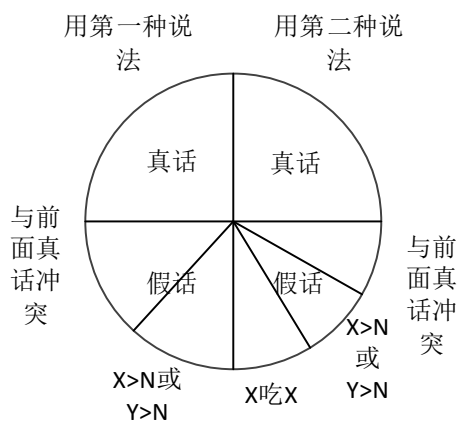 用第一种说
法
用第二种说
法
真话
真话
与前
面真
话冲
突
假话
假话
与前
面真
话冲
突
X>N或
Y>N
X吃X
X>N
或
Y>N